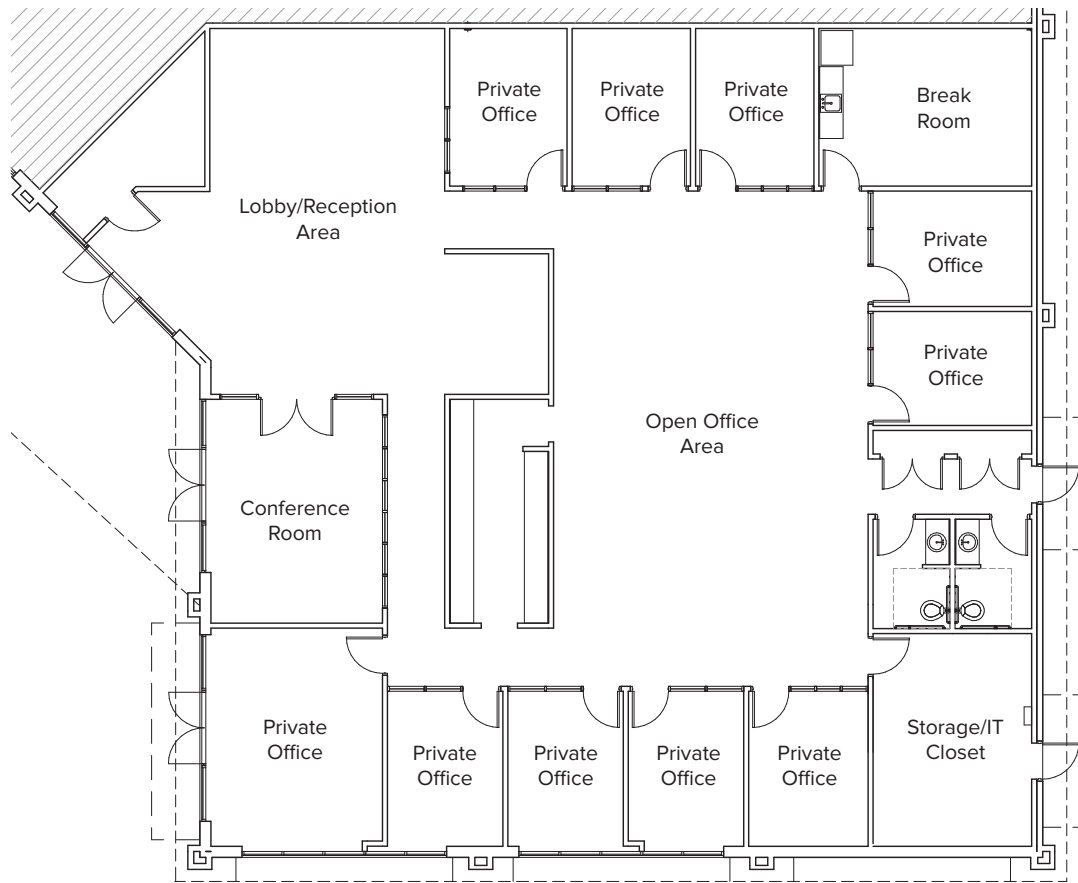 Private
Office
Private
Office
Private
Office
Break
Room
Lobby/Reception
Area
Private
Office
Private
Office
Open Office
Area
Conference
Room
Private
Office
Private
Office
Private
Office
Private
Office
Private
Office
Storage/IT
Closet